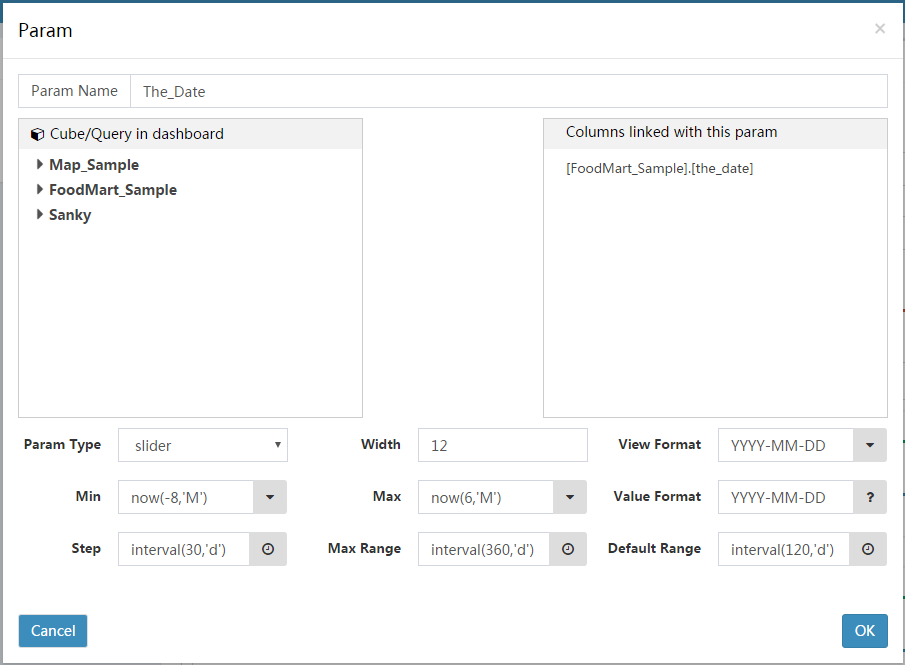 Param
×
Param Name The_Date
Cube/Query in dashboard
Map_Sample
FoodMart_Sample
Sanky
Columns linked with this param
[FoodMart_Sample].[the_date]
Param Type slider Width 12 View Format YYYY-MM-DD
Min now(-8,'M') Max now(6,'M') Value Format YYYY-MM-DD ?
Step interval(30,'d') Max Range interval(360,'d') Default Range interval(120,'d')
Cancel OK